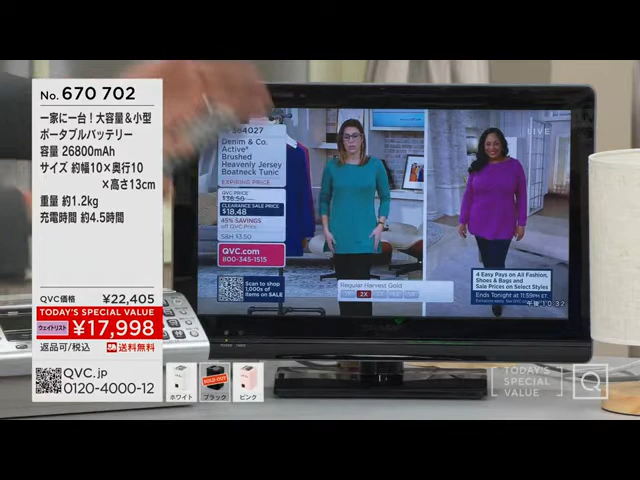 No. 670 702
一家に一台！大容量＆小型
ポータブルバッテリー
容量 26800mAh
サイズ 約幅10×奥行10
×高さ13cm
重量 約1.2kg
充電時間 約4.5時間
QVC価格 ¥22,405
TODAY'S SPECIAL VALUE
ウェイトリスト ¥17,998
返品可/税込 送料無料
QVC.jp
0120-4000-12
ホワイト
SOLD OUT
ブラック
ピンク
Denim & Co.
Active®
Brushed
Heavenly Jersey
Boatneck Tunic
EXPIRING PRICE
QVC PRICE
CLEARANCE SALE PRICE
$18.48
45% SAVINGS
off QVC Price
S&H $3.50
QVC.com
800-345-1515
Scan to shop
1,000s of
items on SALE
Regular Harvest Gold
2X
LIVE
4 Easy Pays on All Fashion,
Shoes & Bags and
Sale Prices on Select Styles
Ends Tonight at 11:59PM ET.
午後 10:32
TODAY'S
SPECIAL
VALUE
Q